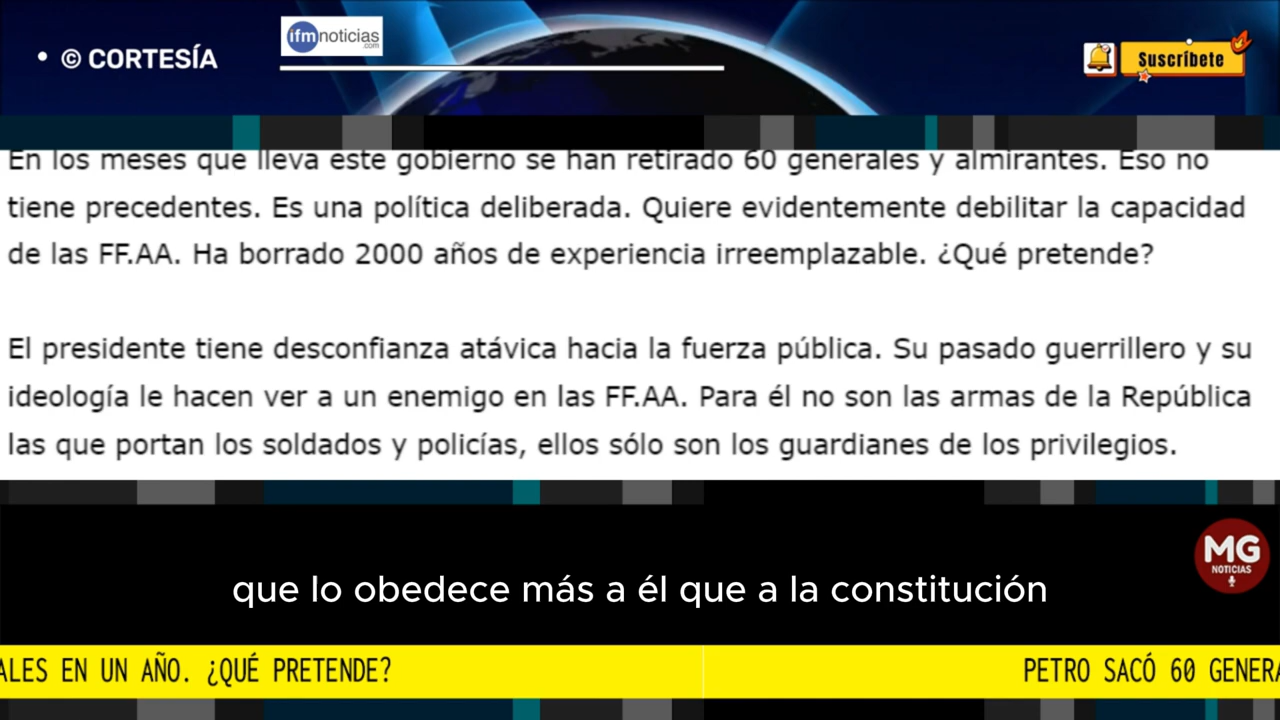 • © CORTESÍA
ifmnoticias
.com
Suscríbete
En los meses que lleva este gobierno se han retirado 60 generales y almirantes. Eso no
tiene precedentes. Es una política deliberada. Quiere evidentemente debilitar la capacidad
de las FF.AA. Ha borrado 2000 años de experiencia irreemplazable. ¿Qué pretende?
El presidente tiene desconfianza atávica hacia la fuerza pública. Su pasado guerrillero y su
ideología le hacen ver a un enemigo en las FF.AA. Para él no son las armas de la República
las que portan los soldados y policías, ellos sólo son los guardianes de los privilegios.
MG
NOTICIAS
que lo obedece más a él que a la constitución
ALES EN UN AÑO. ¿QUÉ PRETENDE?
PETRO SACÓ 60 GENERA